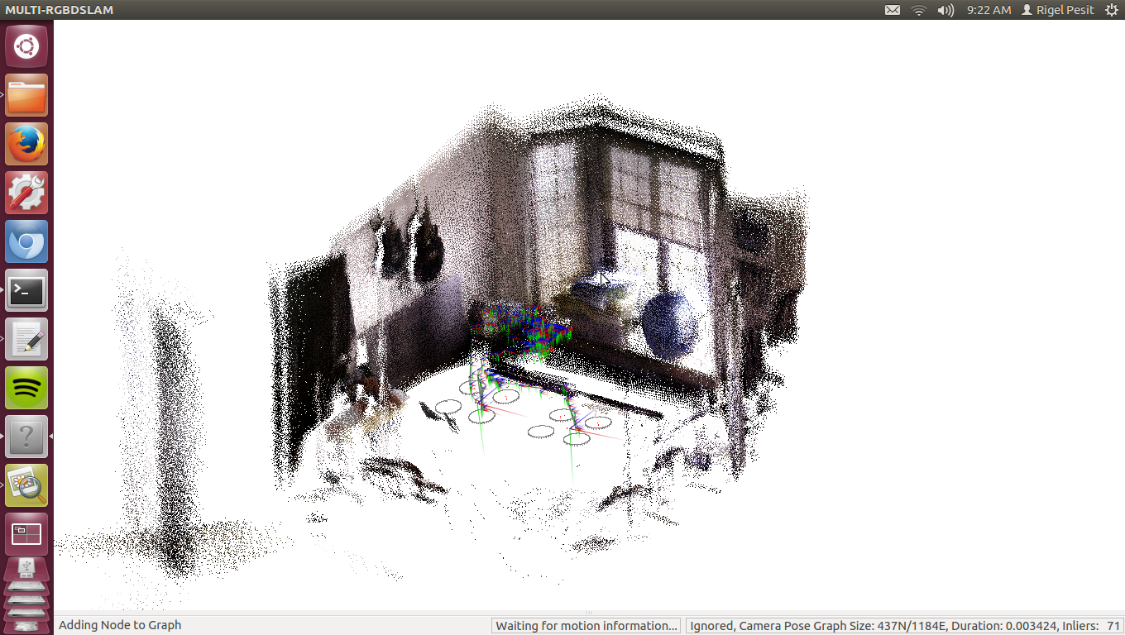 MULTI-RGBDSLAM
9:22 AM Rigel Pesit
Adding Node to Graph
Waiting for motion information...
Ignored, Camera Pose Graph Size: 437N/1184E, Duration: 0.003424, Inliers: 71